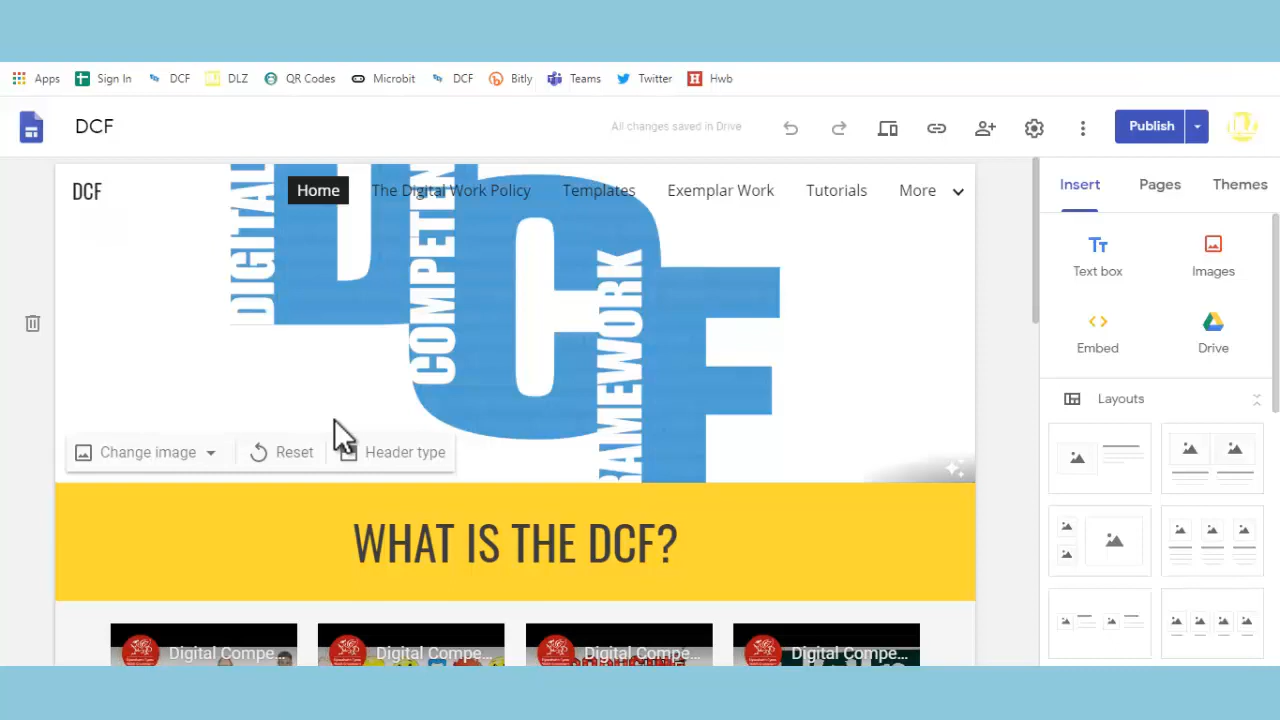 Apps Sign In DCF DLZ QR Codes Microbit DCF Bitly Teams Twitter Hwb
DCF All changes saved in Drive Publish
DCF Home The Digital Work Policy Templates Exemplar Work Tutorials More
Insert Pages Themes
DIGITAL
COMPETEN
RAMEWORK
Text box Images
Embed Drive
Layouts
Change image Reset Header type
WHAT IS THE DCF?
Digital Compe... Digital Compe... Digital Compe... Digital Compe...